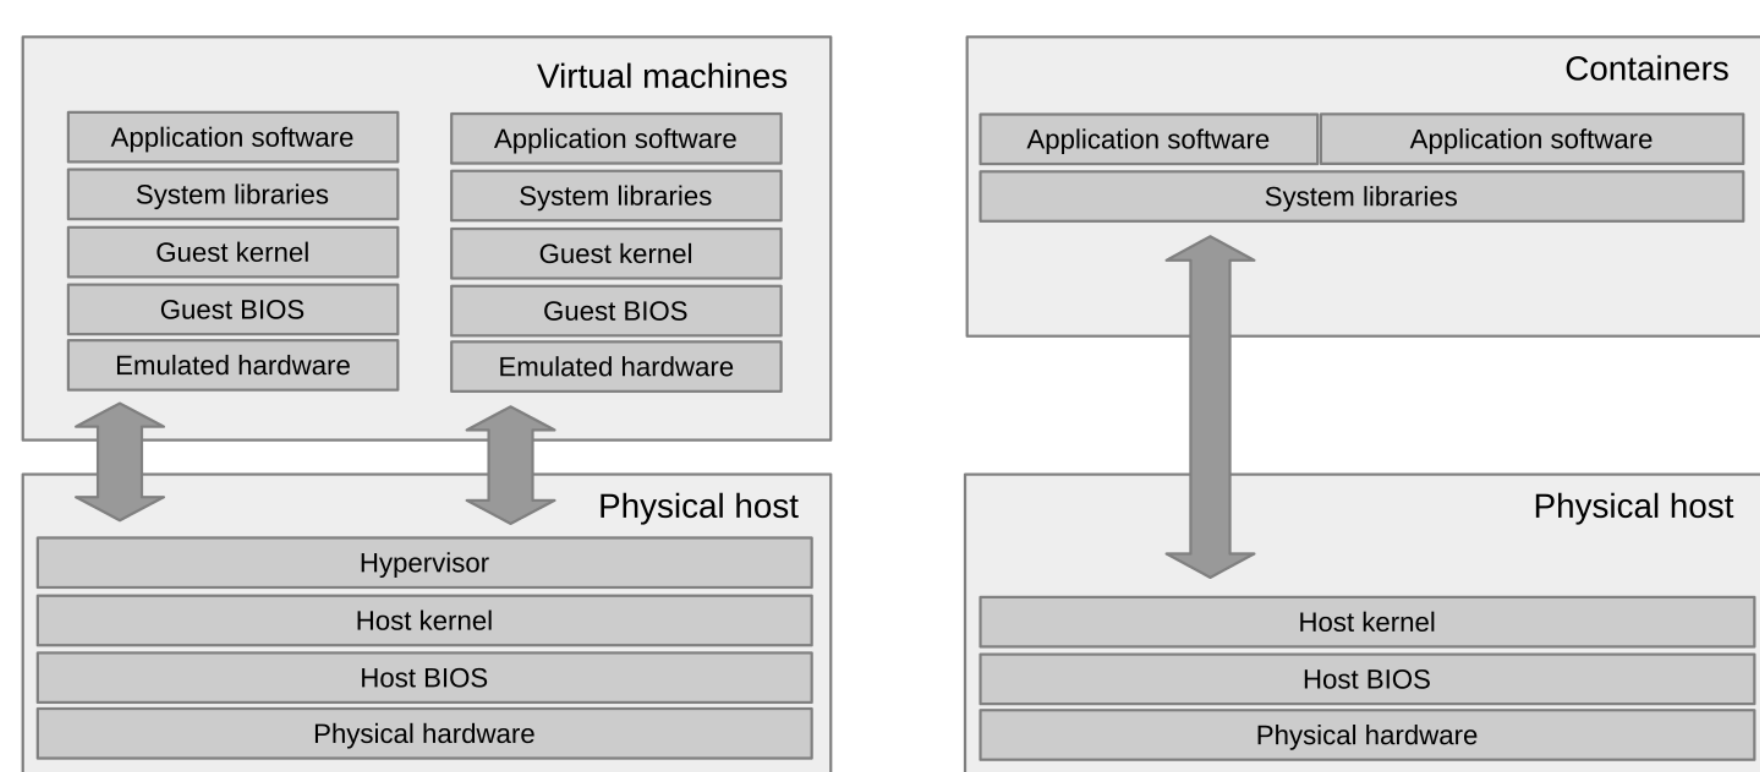 Virtual machines
Application software
System libraries
Guest kernel
Guest BIOS
Emulated hardware
Application software
System libraries
Guest kernel
Guest BIOS
Emulated hardware
Physical host
Hypervisor
Host kernel
Host BIOS
Physical hardware
Containers
Application software
Application software
System libraries
Physical host
Host kernel
Host BIOS
Physical hardware